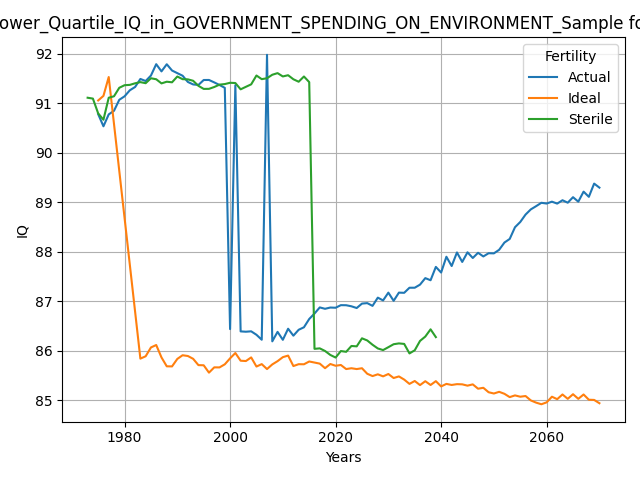 ower_Quartile_IQ_in_GOVERNMENT_SPENDING_ON_ENVIRONMENT_Sample fo
Fertility
Actual
Ideal
Sterile
92
91
90
89
88
87
86
85
IQ
1980
2000
2020
2040
2060
Years